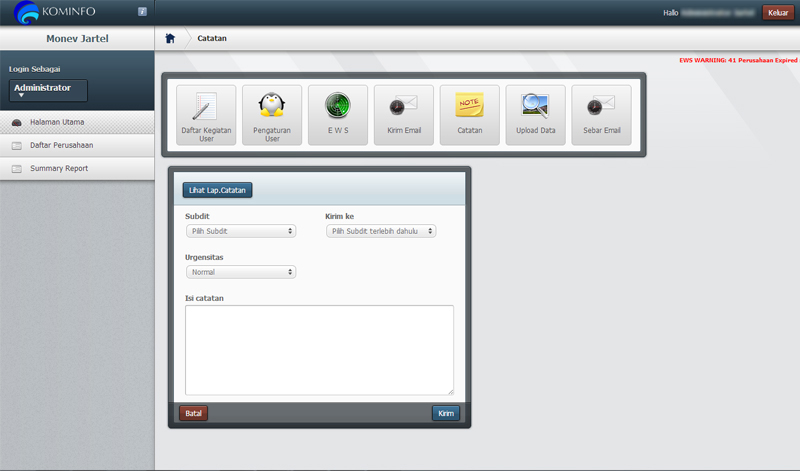 KOMINFO
Hallo
Keluar
Monev Jartel
Catatan
EWS WARNING: 41 Perusahaan Expired
Login Sebagai
Administrator
Halaman Utama
Daftar Perusahaan
Summary Report
Daftar Kegiatan
User
Pengaturan
User
E W S
Kirim Email
Catatan
NOTE
Upload Data
Sebar Email
Lihat Lap.Catatan
Subdit
Kirim ke
Pilih Subdit
Pilih Subdit terlebih dahulu
Urgensitas
Normal
Isi catatan
Batal
Kirim